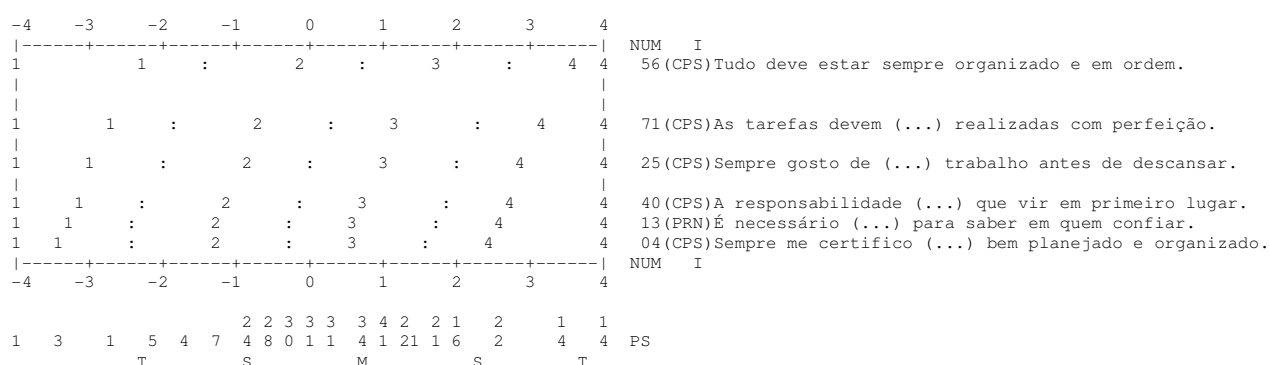 -4 -3 -2 -1 0 1 2 3 4
|------+------+------+------+------+------+------+------| NUM I
1 1 : 2 : 3 : 4 4 56(CPS)Tudo deve estar sempre organizado e em ordem.
| |
| |
1 1 : 2 : 3 : 4 4 71(CPS)As tarefas devem (...) realizadas com perfeição.
| |
1 1 : 2 : 3 : 4 4 25(CPS)Sempre gosto de (...) trabalho antes de descansar.
| |
1 1 : 2 : 3 : 4 4 40(CPS)A responsabilidade (...) que vir em primeiro lugar.
1 1 : 2 : 3 : 4 4 13(PRN)É necessário (...) para saber em quem confiar.
1 1 : 2 : 3 : 4 4 04(CPS)Sempre me certifico (...) bem planejado e organizado.
|------+------+------+------+------+------+------+------| NUM I
-4 -3 -2 -1 0 1 2 3 4
2 2 3 3 3 3 4 2 2 1 2 1 1
1 3 1 5 4 7 4 8 0 1 1 4 1 21 1 6 2 4 4 PS
T S M S T